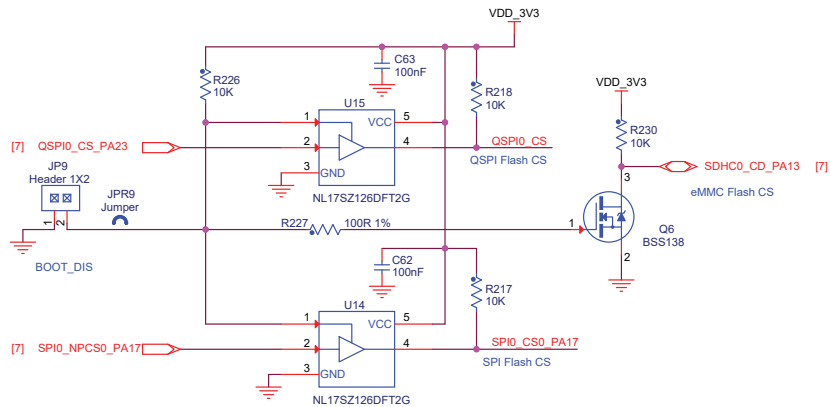 VDD_3V3
R226
10K
C63
100nF
R218
10K
VDD_3V3
U15
1
VCC
5
R230
10K
[7]
QSPI0_CS_PA23
2
4
QSPI0_CS
QSPI Flash CS
3
GND
SDHC0_CD_PA13
[7]
eMMC Flash CS
JP9
Header 1X2
JPR9
Jumper
NL17SZ126DFT2G
3
1
2
R227
100R 1%
1
Q6
BSS138
2
BOOT_DIS
C62
100nF
R217
10K
U14
1
VCC
5
[7]
SPI0_NPCS0_PA17
2
4
SPI0_CS0_PA17
SPI Flash CS
3
GND
NL17SZ126DFT2G